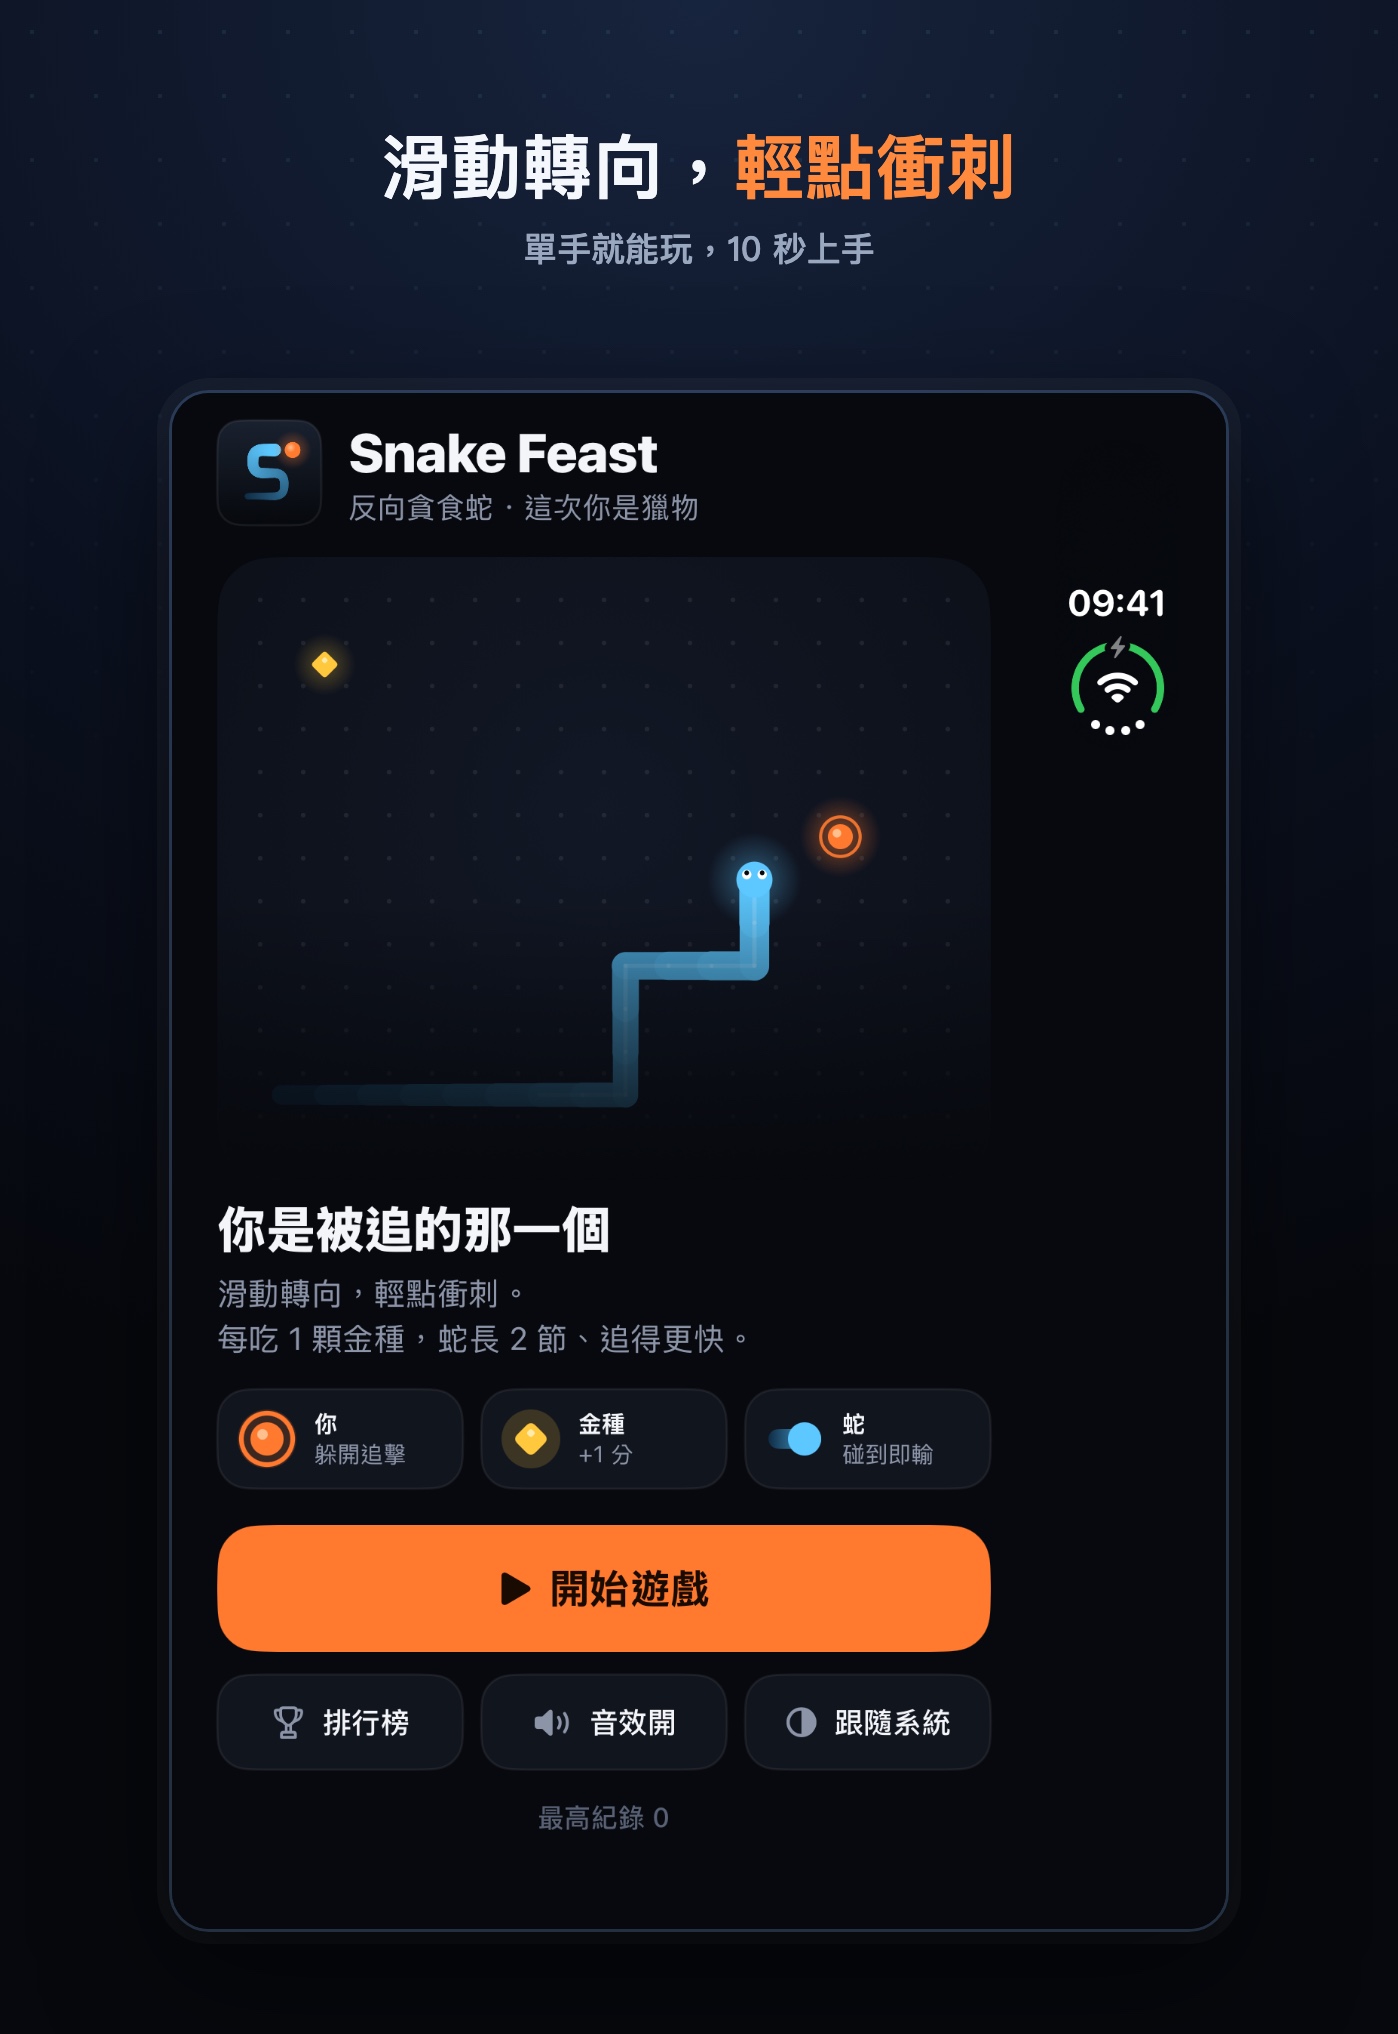 滑動轉向，輕點衝刺
單手就能玩，10 秒上手
Snake Feast
反向貪食蛇 · 這次你是獵物
09:41
你是被追的那一個
滑動轉向，輕點衝刺。
每吃 1 顆金種，蛇長 2 節、追得更快。
你
躲開追擊
金種
+1 分
蛇
碰到即輸
開始遊戲
排行榜
音效開
跟隨系統
最高紀錄 0